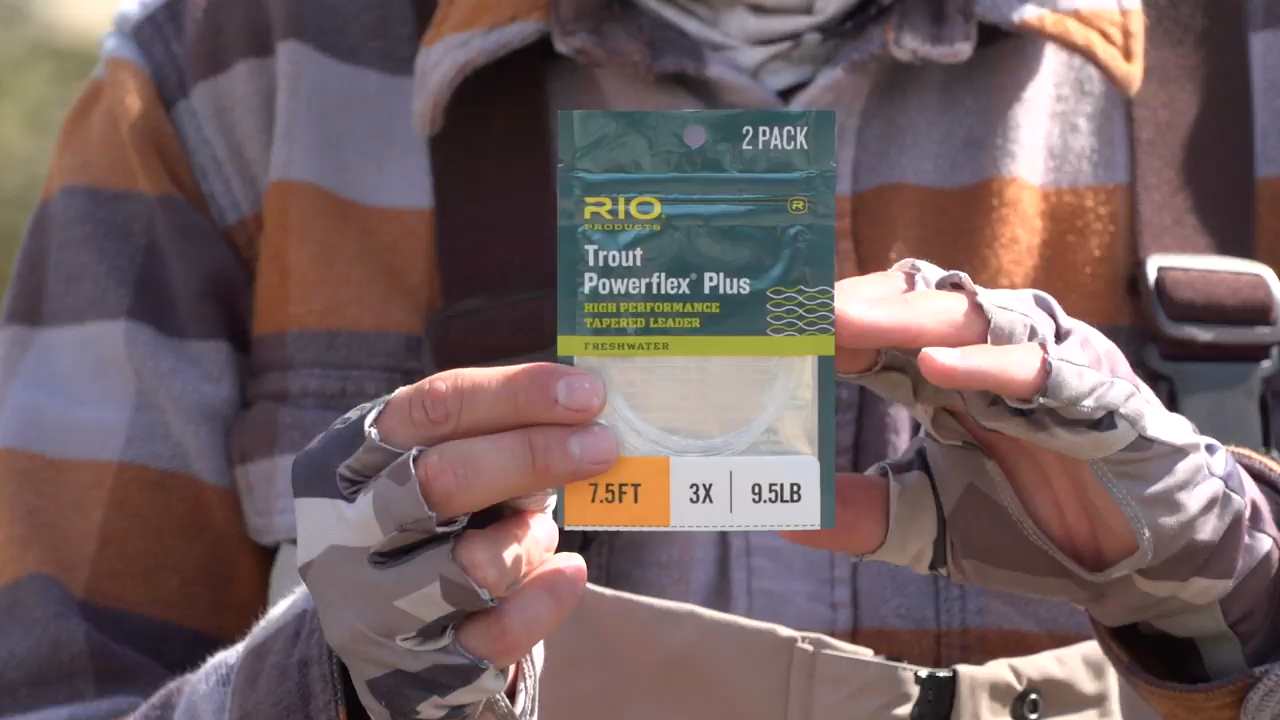 2 PACK
RIO
PRODUCTS
R
Trout
Powerflex® Plus
HIGH PERFORMANCE
TAPERED LEADER
FRESHWATER
7.5FT 3X 9.5LB